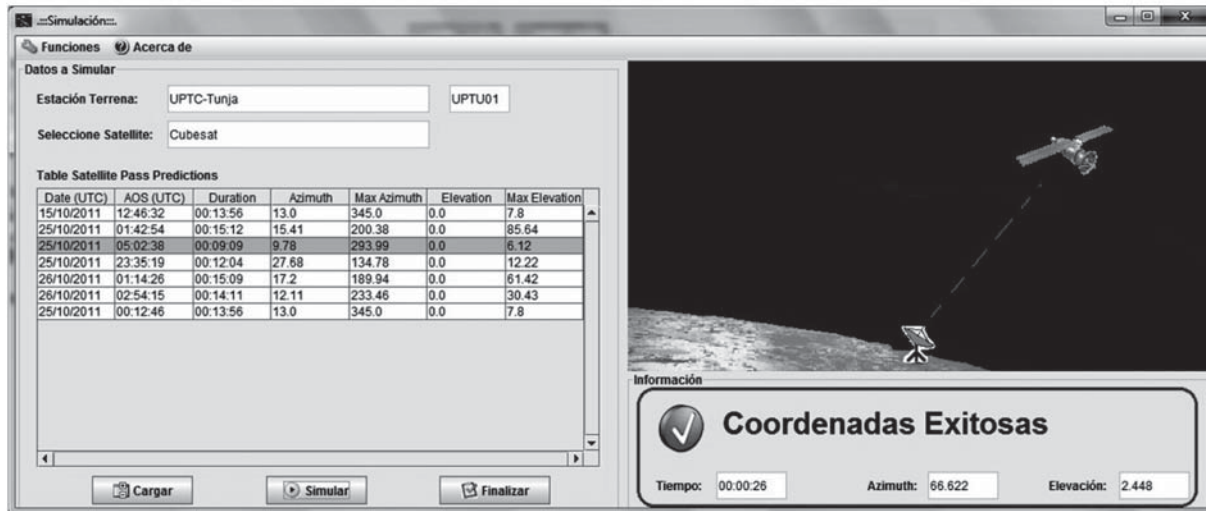 .:::Simulación:::.
Funciones Acerca de
Datos a Simular
Estación Terrena: UPTC-Tunja UPTU01
Seleccione Satellite: Cubesat
Table Satellite Pass Predictions
Date (UTC) AOS (UTC) Duration Azimuth Max Azimuth Elevation Max Elevation
15/10/2011 12:46:32 00:13:56 13.0 345.0 0.0 7.8
25/10/2011 01:42:54 00:15:12 15.41 200.38 0.0 85.64
25/10/2011 05:02:38 00:09:09 9.78 293.99 0.0 6.12
25/10/2011 23:35:19 00:12:04 27.68 134.78 0.0 12.22
26/10/2011 01:14:26 00:15:09 17.2 189.94 0.0 61.42
26/10/2011 02:54:15 00:14:11 12.11 233.46 0.0 30.43
25/10/2011 00:12:46 00:13:56 13.0 345.0 0.0 7.8
Cargar Simular Finalizar
Información
Coordenadas Exitosas
Tiempo: 00:00:26 Azimuth: 66.622 Elevación: 2.448